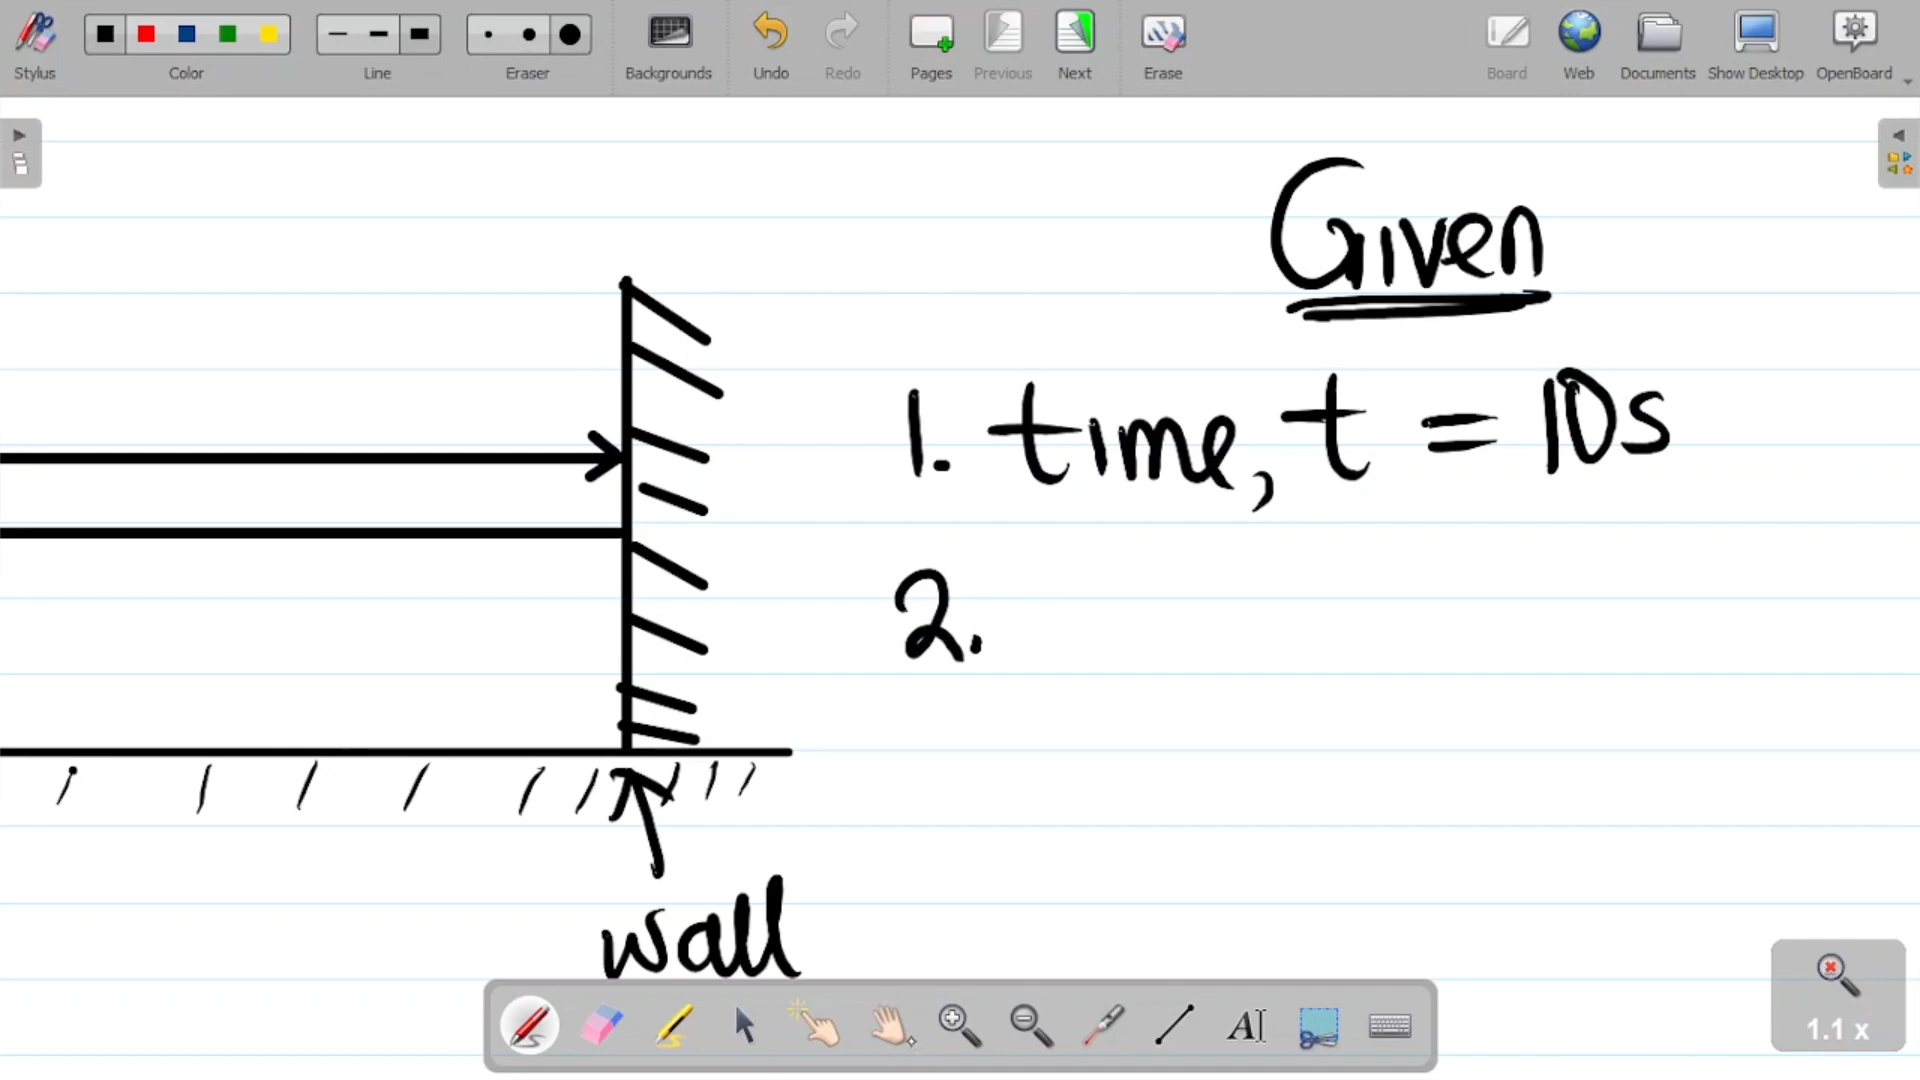 Stylus
Color
Line
Eraser
Backgrounds
Undo
Redo
Pages
Previous
Next
Erase
Board
Web
Documents
Show Desktop
OpenBoard
Given
1. time, t = 10s
2.
wall
1.1 x